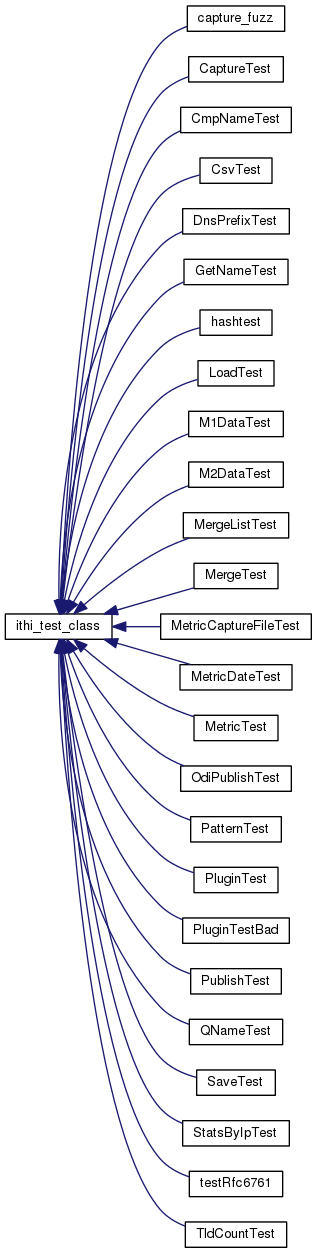 capture_fuzz
CaptureTest
CmpNameTest
CsvTest
DnsPrefixTest
GetNameTest
hashtest
LoadTest
M1DataTest
M2DataTest
MergeListTest
MergeTest
ithi_test_class
MetricCaptureFileTest
MetricDateTest
MetricTest
OdiPublishTest
PatternTest
PluginTest
PluginTestBad
PublishTest
QNameTest
SaveTest
StatsByIpTest
testRfc6761
TldCountTest